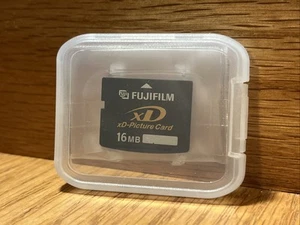 FUJIFILM
xD
xD-Picture Card
16MB